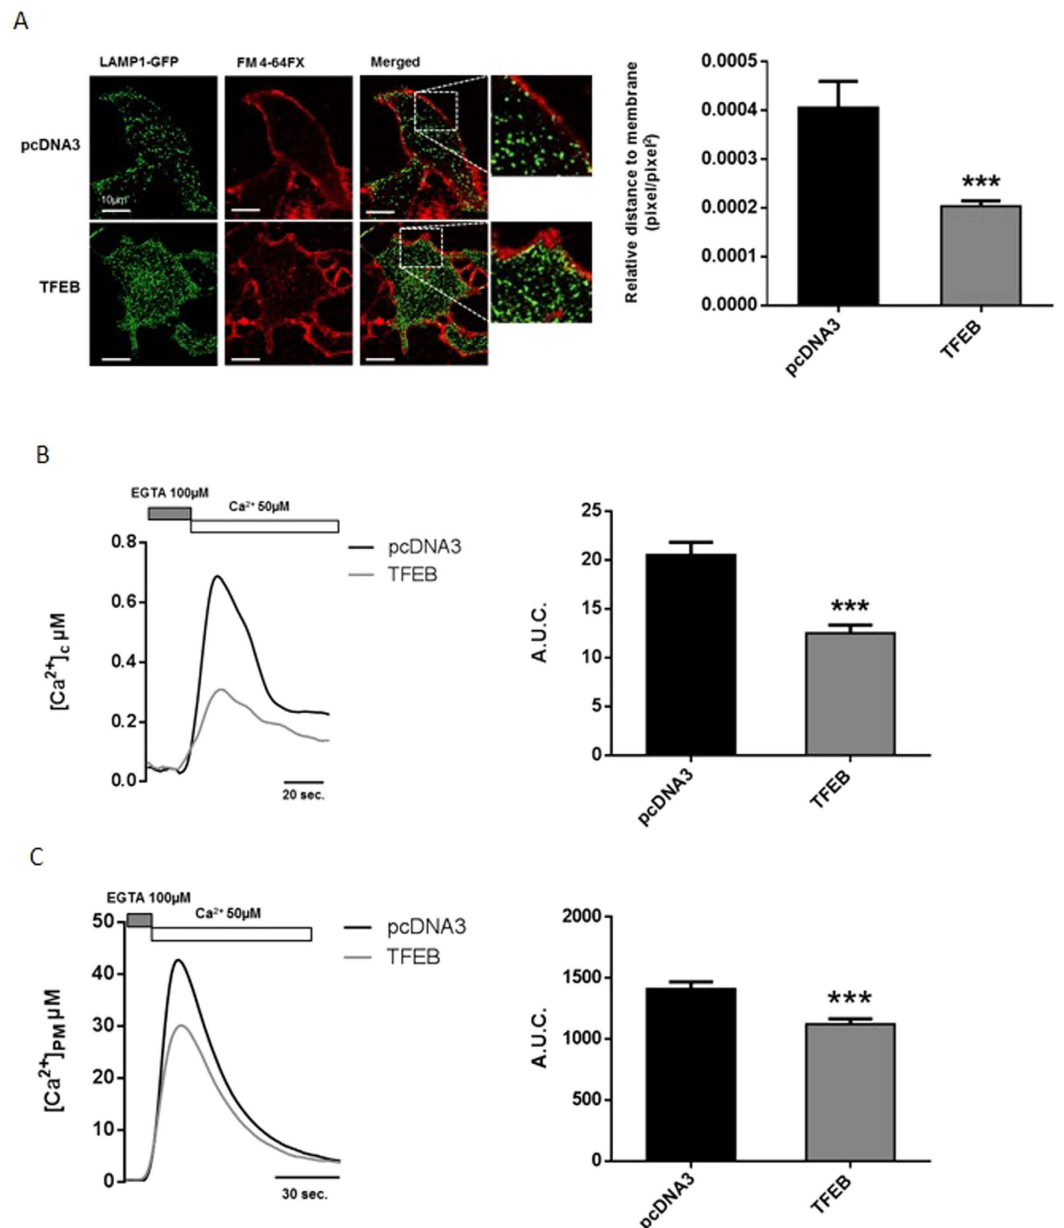 A
LAMP1-GFP
FM 4-64FX
Merged
pcDNA3
10µm
TFEB
Relative distance to membrane
(pixel/pixel²)
0.0005
0.0004
0.0003
0.0002
0.0001
0.0000
***
pcDNA3
TFEB
B
EGTA 100µM
Ca²⁺ 50µM
pcDNA3
TFEB
[Ca²⁺]c µM
0.8
0.6
0.4
0.2
0.0
20 sec.
A.U.C.
25
20
15
10
5
0
***
pcDNA3
TFEB
C
EGTA 100µM
Ca²⁺ 50µM
pcDNA3
TFEB
[Ca²⁺]PM µM
50
40
30
20
10
0
30 sec.
A.U.C.
2000
1500
1000
500
0
***
pcDNA3
TFEB